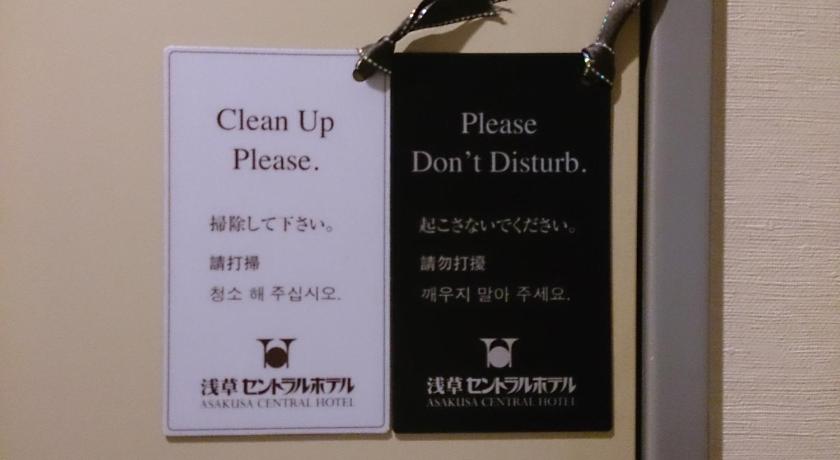 Clean Up
Please.
掃除して下さい。
請打掃
청소 해 주십시오.
浅草セントラルホテル
ASAKUSA CENTRAL HOTEL
Please
Don't Disturb.
起こさないでください。
請勿打擾
깨우지 말아 주세요.
浅草セントラルホテル
ASAKUSA CENTRAL HOTEL